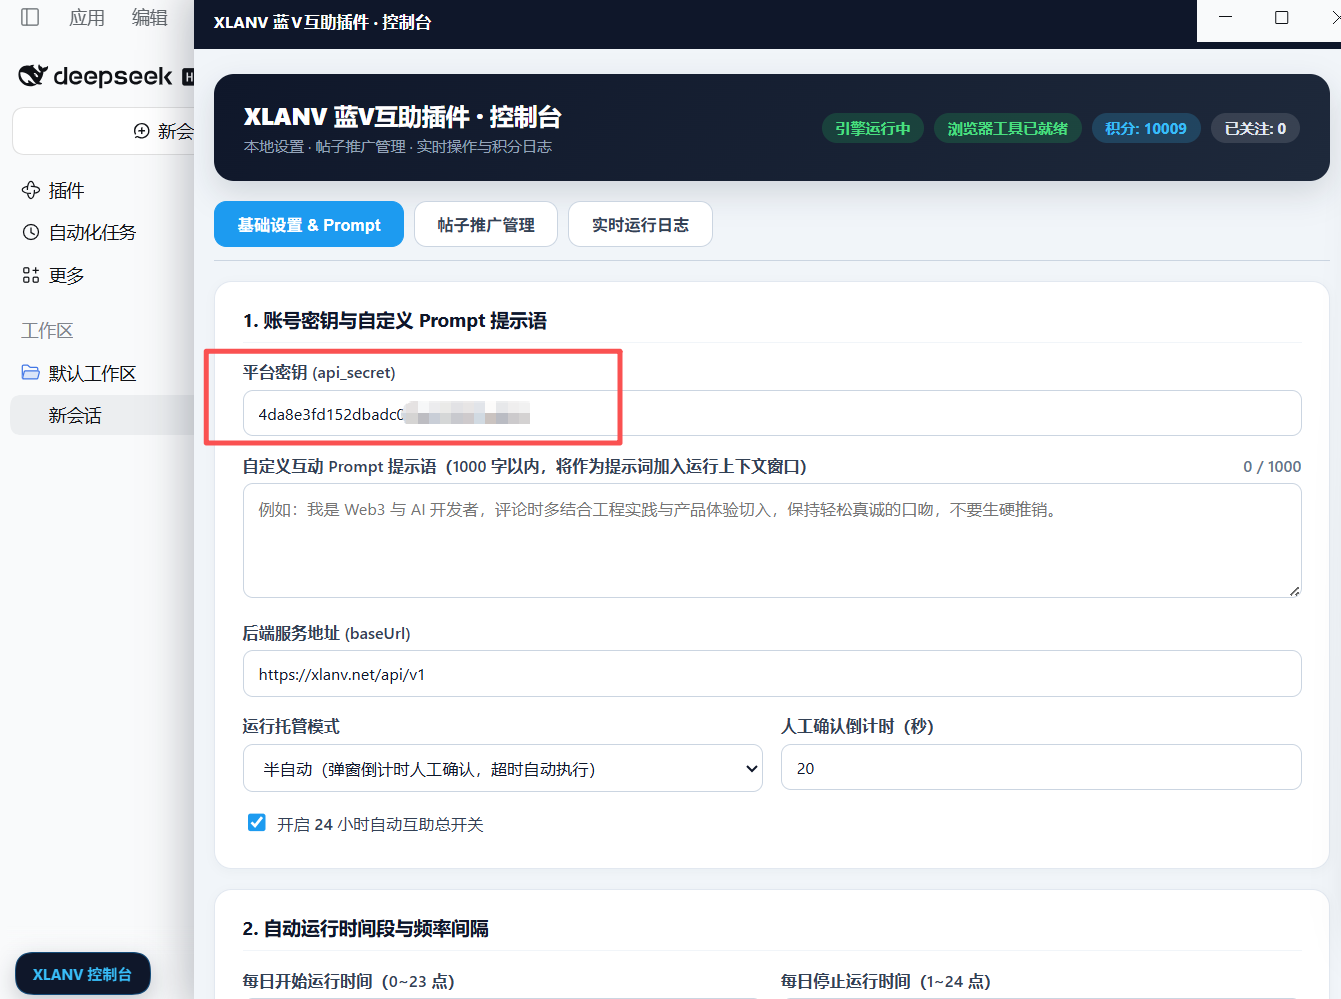 应用 编辑
XLANV 蓝V互助插件 · 控制台
deepseek
新会
插件
自动化任务
更多
工作区
默认工作区
新会话
XLANV 控制台
XLANV 蓝V互助插件 · 控制台
本地设置 · 帖子推广管理 · 实时操作与积分日志
引擎运行中
浏览器工具已就绪
积分: 10009
已关注: 0
基础设置 & Prompt
帖子推广管理
实时运行日志
1. 账号密钥与自定义 Prompt 提示语
平台密钥 (api_secret)
4da8e3fd152dbadc
自定义互动 Prompt 提示语（1000 字以内，将作为提示词加入运行上下文窗口）
0 / 1000
例如：我是 Web3 与 AI 开发者，评论时多结合工程实践与产品体验切入，保持轻松真诚的口吻，不要生硬推销。
后端服务地址 (baseUrl)
https://xlanv.net/api/v1
运行托管模式
人工确认倒计时（秒）
半自动（弹窗倒计时人工确认，超时自动执行）
20
开启 24 小时自动互助总开关
2. 自动运行时间段与频率间隔
每日开始运行时间（0~23 点）
每日停止运行时间（1~24 点）